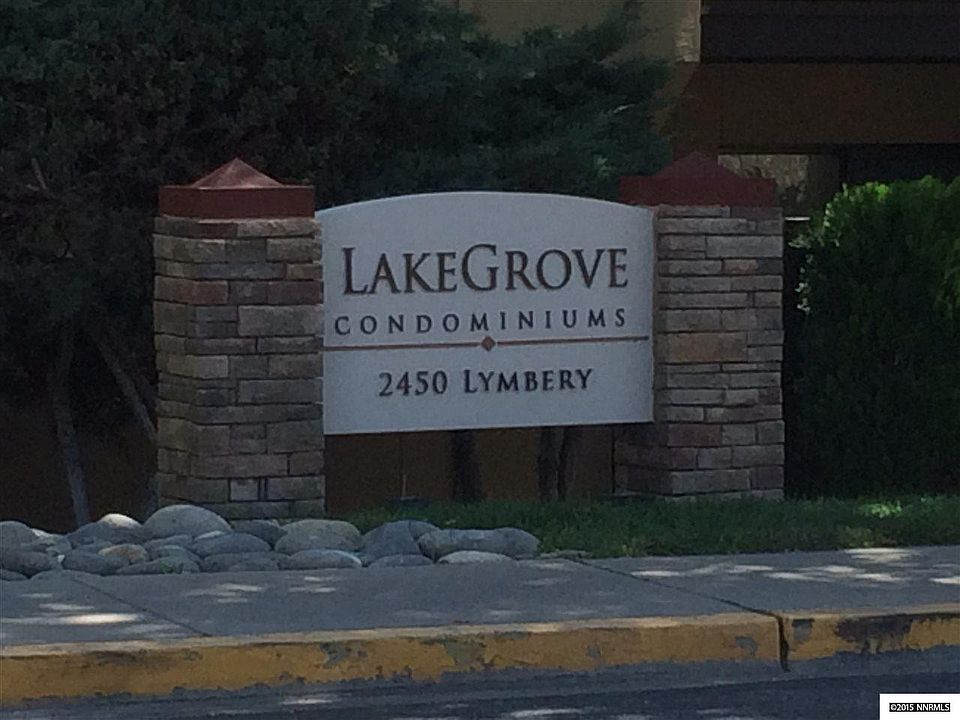 LAKEGROVE
CONDOMINIUMS
2450 LYMBERY
©2015 NNRMLS